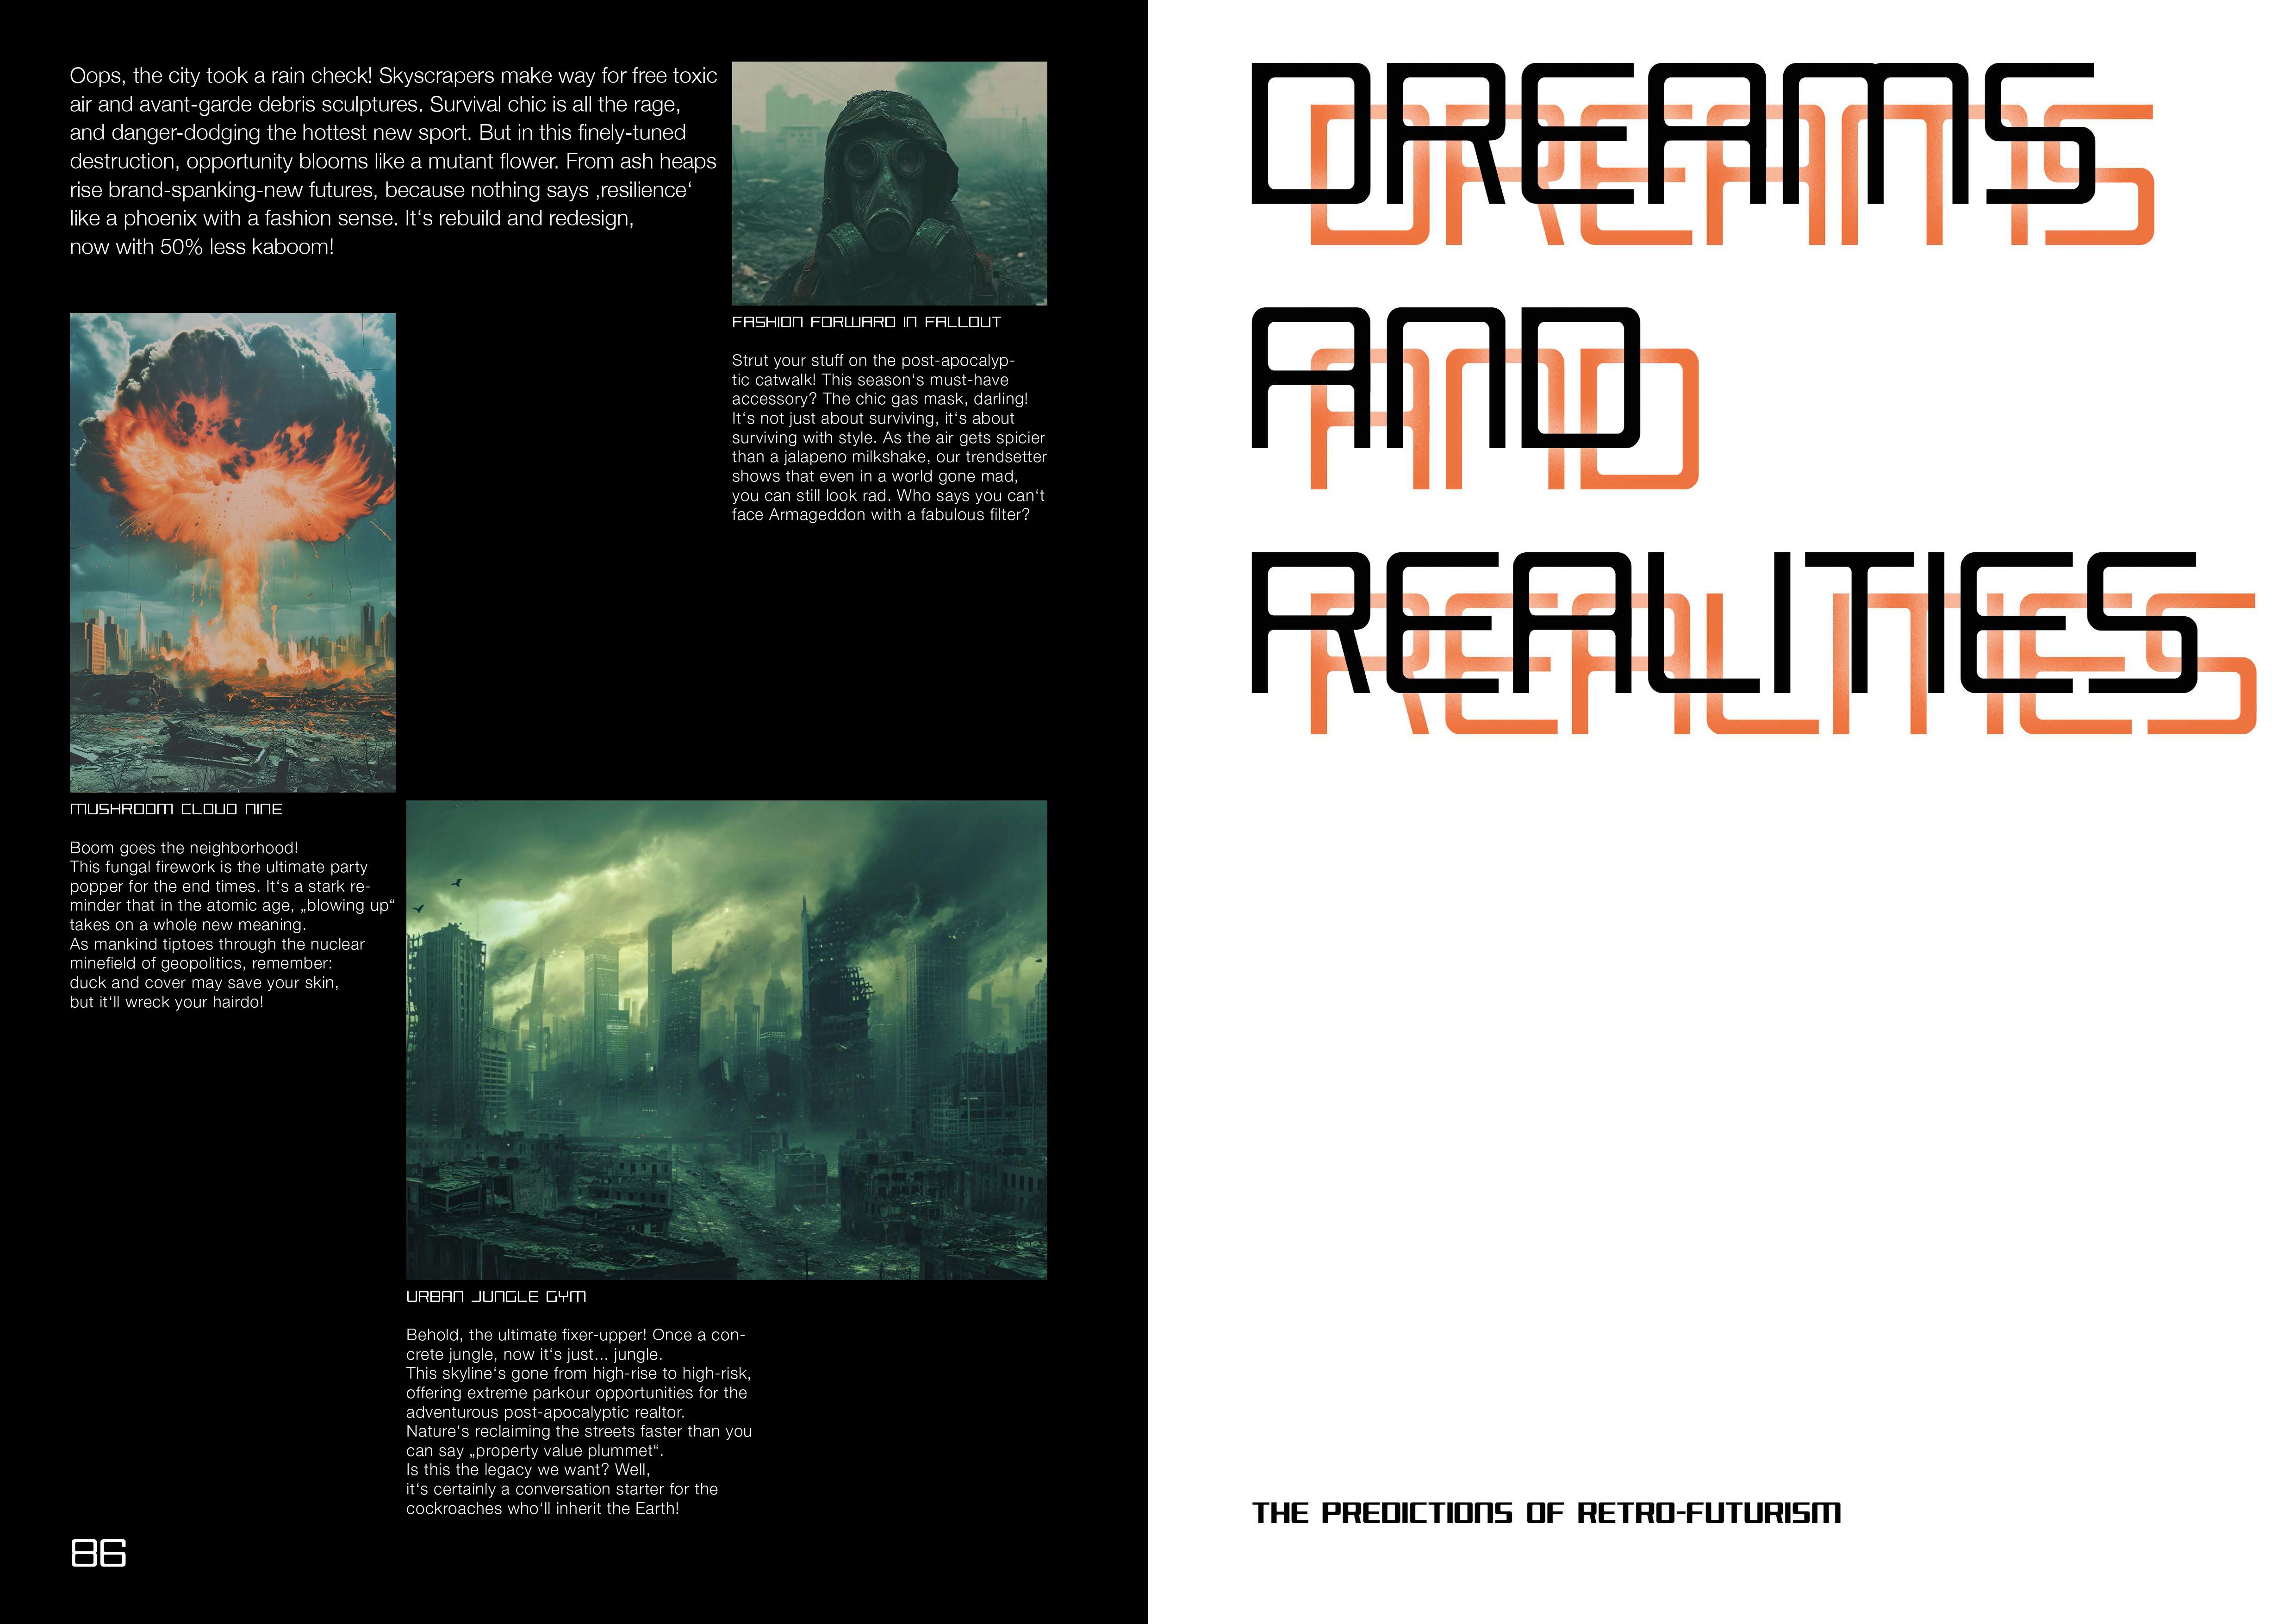 Oops, the city took a rain check! Skyscrapers make way for free toxic
air and avant-garde debris sculptures. Survival chic is all the rage,
and danger-dodging the hottest new sport. But in this finely-tuned
destruction, opportunity blooms like a mutant flower. From ash heaps
rise brand-spanking-new futures, because nothing says ‚resilience‘
like a phoenix with a fashion sense. It‘s rebuild and redesign,
now with 50% less kaboom!
FASHION FORWARD IN FALLOUT
Strut your stuff on the post-apocalyp-
tic catwalk! This season‘s must-have
accessory? The chic gas mask, darling!
It‘s not just about surviving, it‘s about
surviving with style. As the air gets spicier
than a jalapeno milkshake, our trendsetter
shows that even in a world gone mad,
you can still look rad. Who says you can‘t
face Armageddon with a fabulous filter?
MUSHROOM CLOUD NINE
Boom goes the neighborhood!
This fungal firework is the ultimate party
popper for the end times. It‘s a stark re-
minder that in the atomic age, „blowing up“
takes on a whole new meaning.
As mankind tiptoes through the nuclear
minefield of geopolitics, remember:
duck and cover may save your skin,
but it‘ll wreck your hairdo!
URBAN JUNGLE GYM
Behold, the ultimate fixer-upper! Once a con-
crete jungle, now it‘s just... jungle.
This skyline‘s gone from high-rise to high-risk,
offering extreme parkour opportunities for the
adventurous post-apocalyptic realtor.
Nature‘s reclaiming the streets faster than you
can say „property value plummet“.
Is this the legacy we want? Well,
it‘s certainly a conversation starter for the
cockroaches who‘ll inherit the Earth!
86
DREAMS
DREAMS
AND
AND
REALITIES
REALITIES
THE PREDICTIONS OF RETRO-FUTURISM